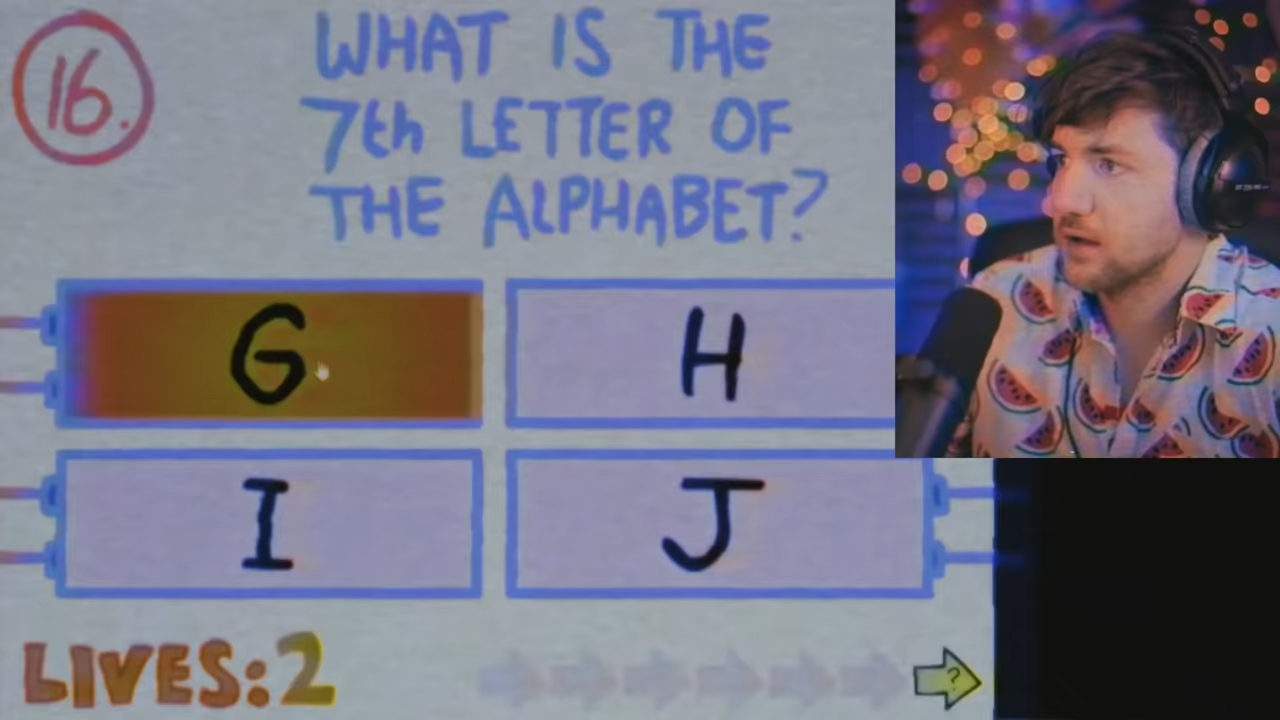 16.
WHAT IS THE
7th LETTER OF
THE ALPHABET?
G
H
I
J
LIVES:2
?